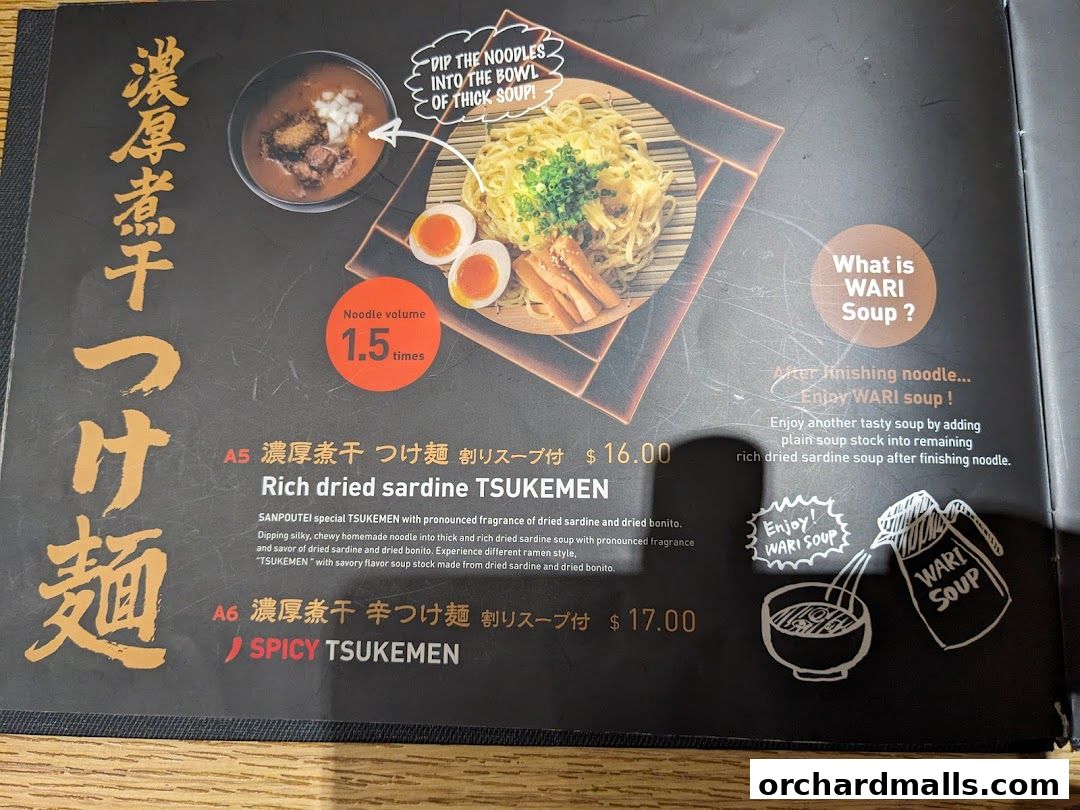 濃厚煮干つけ麺
DIP THE NOODLES
INTO THE BOWL
OF THICK SOUP!
Noodle volume
1.5 times
What is
WARI
Soup ?
After finishing noodle...
Enjoy WARI soup !
Enjoy another tasty soup by adding
plain soup stock into remaining
rich dried sardine soup after finishing noodle.
A5 濃厚煮干 つけ麺 割りスープ付 $ 16.00
Rich dried sardine TSUKEMEN
SANPOUTEI special TSUKEMEN with pronounced fragrance of dried sardine and dried bonito.
Dipping silky, chewy homemade noodle into thick and rich dried sardine soup with pronounced fragrance
and savor of dried sardine and dried bonito. Experience different ramen style,
"TSUKEMEN " with savory flavor soup stock made from dried sardine and dried bonito.
A6 濃厚煮干 辛つけ麺 割りスープ付 $ 17.00
SPICY TSUKEMEN
Enjoy!
WARI SOUP
WARI
SOUP
orchardmalls.com